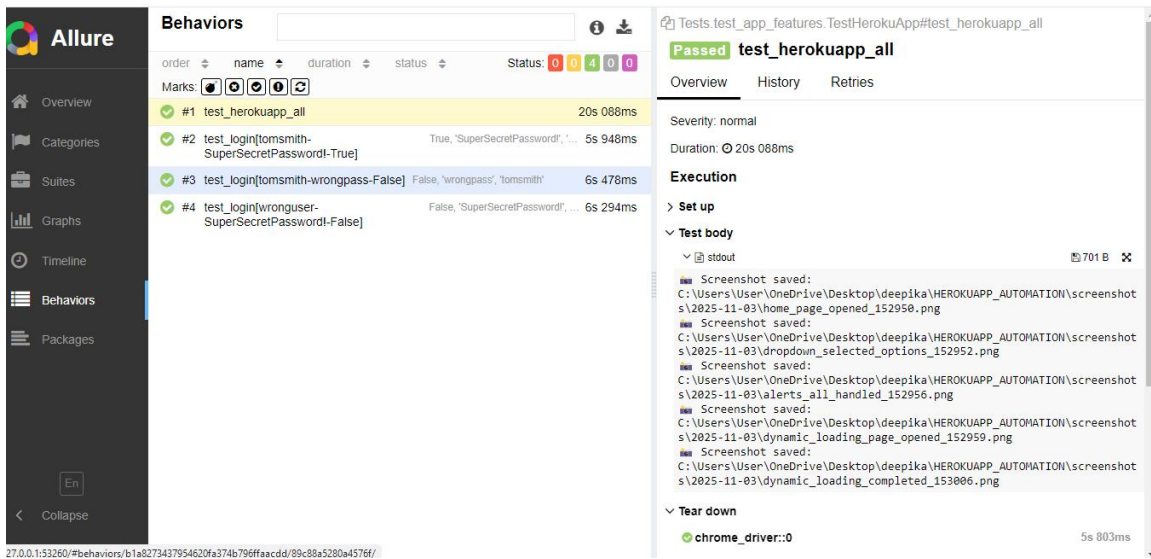 Allure
Overview
Categories
Suites
Graphs
Timeline
Behaviors
Packages
En
Collapse
Behaviors
order name duration status Status: 0 0 4 0 0
Marks:
#1 test_herokuapp_all 20s 088ms
#2 test_login[tomsmith- True, 'SuperSecretPassword!', '... 5s 948ms
SuperSecretPassword!-True]
#3 test_login[tomsmith-wrongpass-False] False, 'wrongpass', 'tomsmith' 6s 478ms
#4 test_login[wronguser- False, 'SuperSecretPassword!', ... 6s 294ms
SuperSecretPassword!-False]
Tests.test_app_features.TestHerokuApp#test_herokuapp_all
Passed test_herokuapp_all
Overview History Retries
Severity: normal
Duration: 20s 088ms
Execution
Set up
Test body
stdout 701 B
Screenshot saved:
C:\Users\User\OneDrive\Desktop\deepika\HEROKUAPP_AUTOMATION\screenshot
s\2025-11-03\home_page_opened_152950.png
Screenshot saved:
C:\Users\User\OneDrive\Desktop\deepika\HEROKUAPP_AUTOMATION\screenshot
s\2025-11-03\dropdown_selected_options_152952.png
Screenshot saved:
C:\Users\User\OneDrive\Desktop\deepika\HEROKUAPP_AUTOMATION\screenshot
s\2025-11-03\alerts_all_handled_152956.png
Screenshot saved:
C:\Users\User\OneDrive\Desktop\deepika\HEROKUAPP_AUTOMATION\screenshot
s\2025-11-03\dynamic_loading_page_opened_152959.png
Screenshot saved:
C:\Users\User\OneDrive\Desktop\deepika\HEROKUAPP_AUTOMATION\screenshot
s\2025-11-03\dynamic_loading_completed_153006.png
Tear down
chrome_driver::0 5s 803ms
27.0.0.1:53260/#behaviors/b1a8273437954620fa374b796ffaacdd/89c88a5280a4576f/